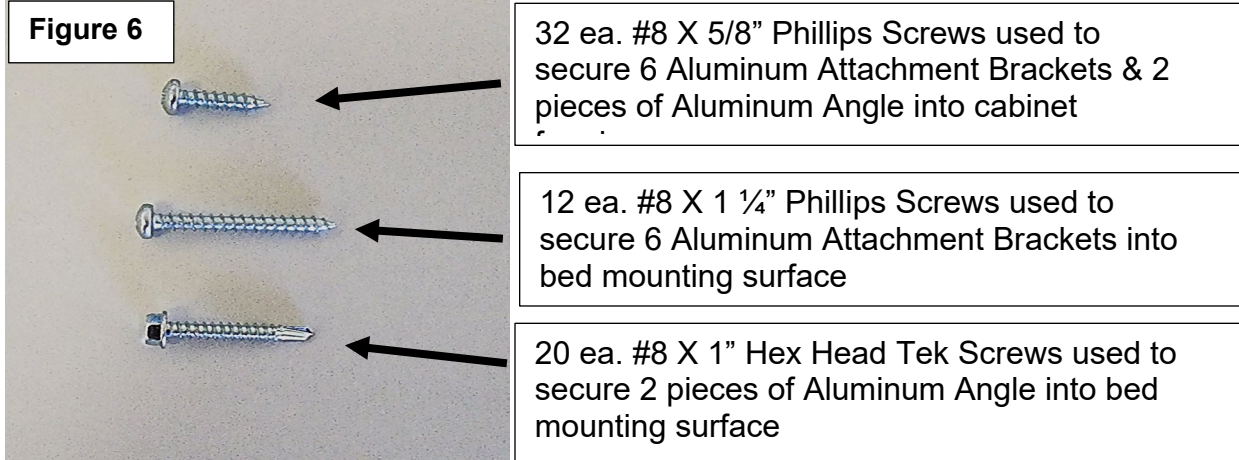 Figure 6
32 ea. #8 X 5/8” Phillips Screws used to
secure 6 Aluminum Attachment Brackets & 2
pieces of Aluminum Angle into cabinet
12 ea. #8 X 1 ¼” Phillips Screws used to
secure 6 Aluminum Attachment Brackets into
bed mounting surface
20 ea. #8 X 1” Hex Head Tek Screws used to
secure 2 pieces of Aluminum Angle into bed
mounting surface